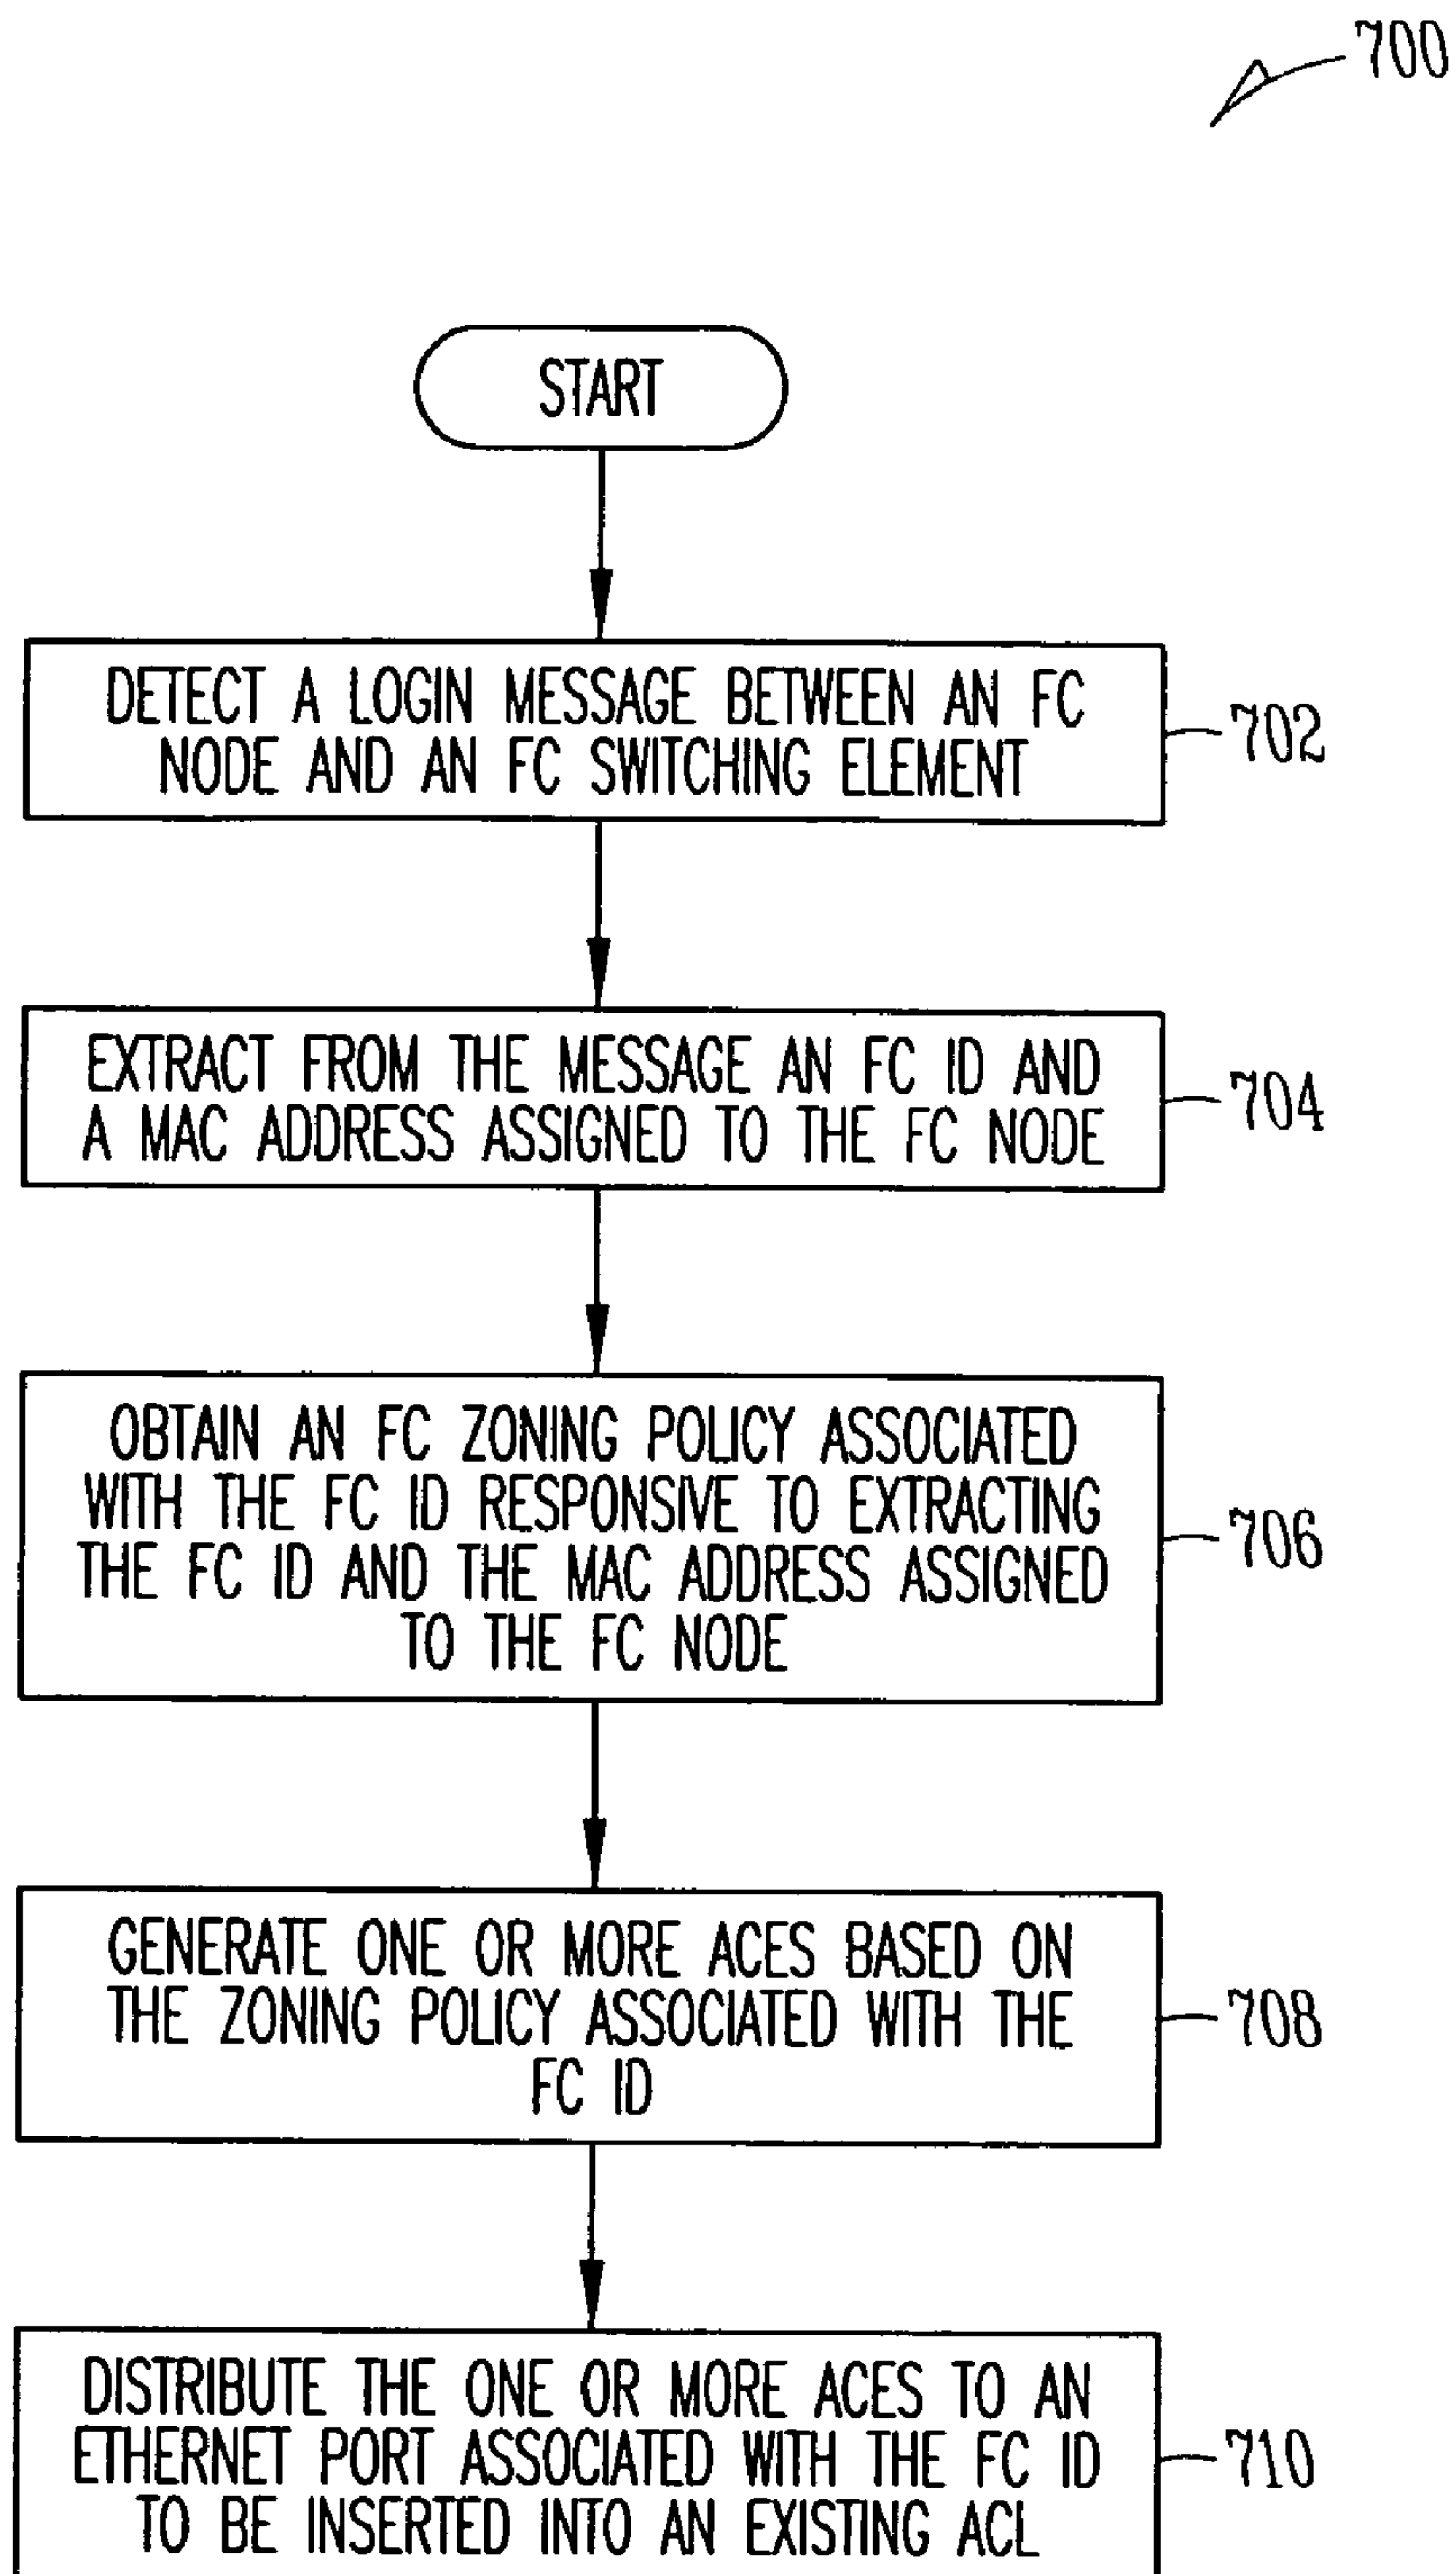 700
START
DETECT A LOGIN MESSAGE BETWEEN AN FC
NODE AND AN FC SWITCHING ELEMENT
702
EXTRACT FROM THE MESSAGE AN FC ID AND
A MAC ADDRESS ASSIGNED TO THE FC NODE
704
OBTAIN AN FC ZONING POLICY ASSOCIATED
WITH THE FC ID RESPONSIVE TO EXTRACTING
THE FC ID AND THE MAC ADDRESS ASSIGNED
TO THE FC NODE
706
GENERATE ONE OR MORE ACES BASED ON
THE ZONING POLICY ASSOCIATED WITH THE
FC ID
708
DISTRIBUTE THE ONE OR MORE ACES TO AN
ETHERNET PORT ASSOCIATED WITH THE FC ID
TO BE INSERTED INTO AN EXISTING ACL
710